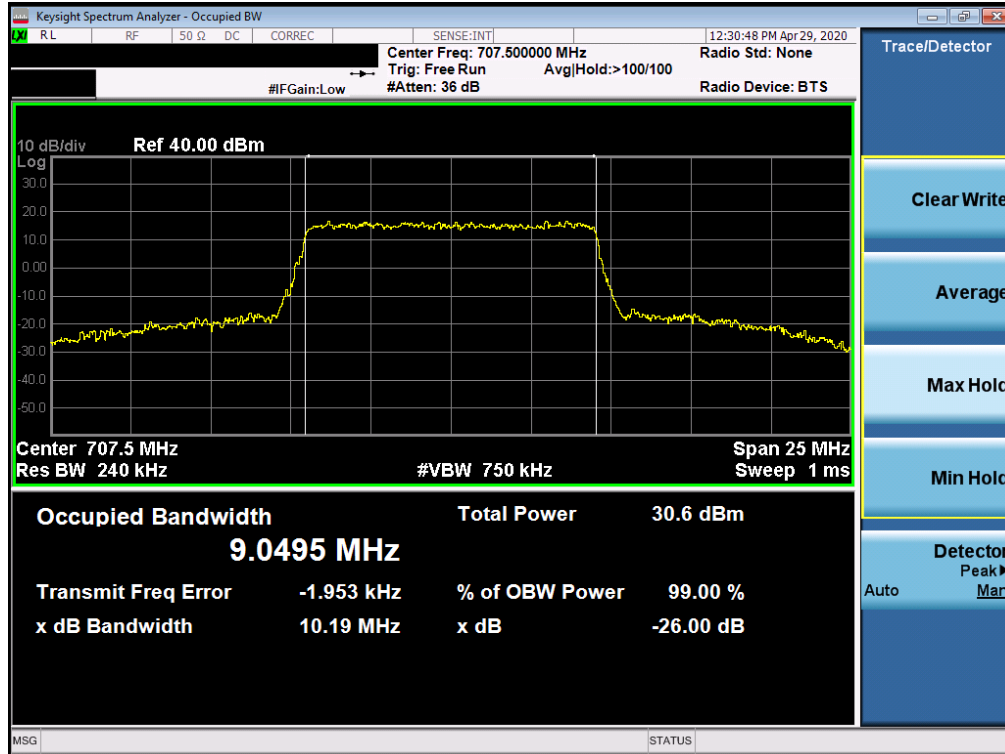 Keysight Spectrum Analyzer - Occupied BW
LXI RL RF 50 Ω DC CORREC SENSE:INT 12:30:48 PM Apr 29, 2020
Center Freq: 707.500000 MHz Radio Std: None
Trig: Free Run Avg|Hold:>100/100
#IFGain:Low #Atten: 36 dB Radio Device: BTS
Trace/Detector
10 dB/div Ref 40.00 dBm
Log
30.0
20.0
10.0
0.00
-10.0
-20.0
-30.0
-40.0
-50.0
Center 707.5 MHz Span 25 MHz
Res BW 240 kHz #VBW 750 kHz Sweep 1 ms
Occupied Bandwidth Total Power 30.6 dBm
9.0495 MHz
Transmit Freq Error -1.953 kHz % of OBW Power 99.00 %
x dB Bandwidth 10.19 MHz x dB -26.00 dB
Clear Write
Average
Max Hold
Min Hold
Detector
Peak▶
Auto Man
MSG STATUS